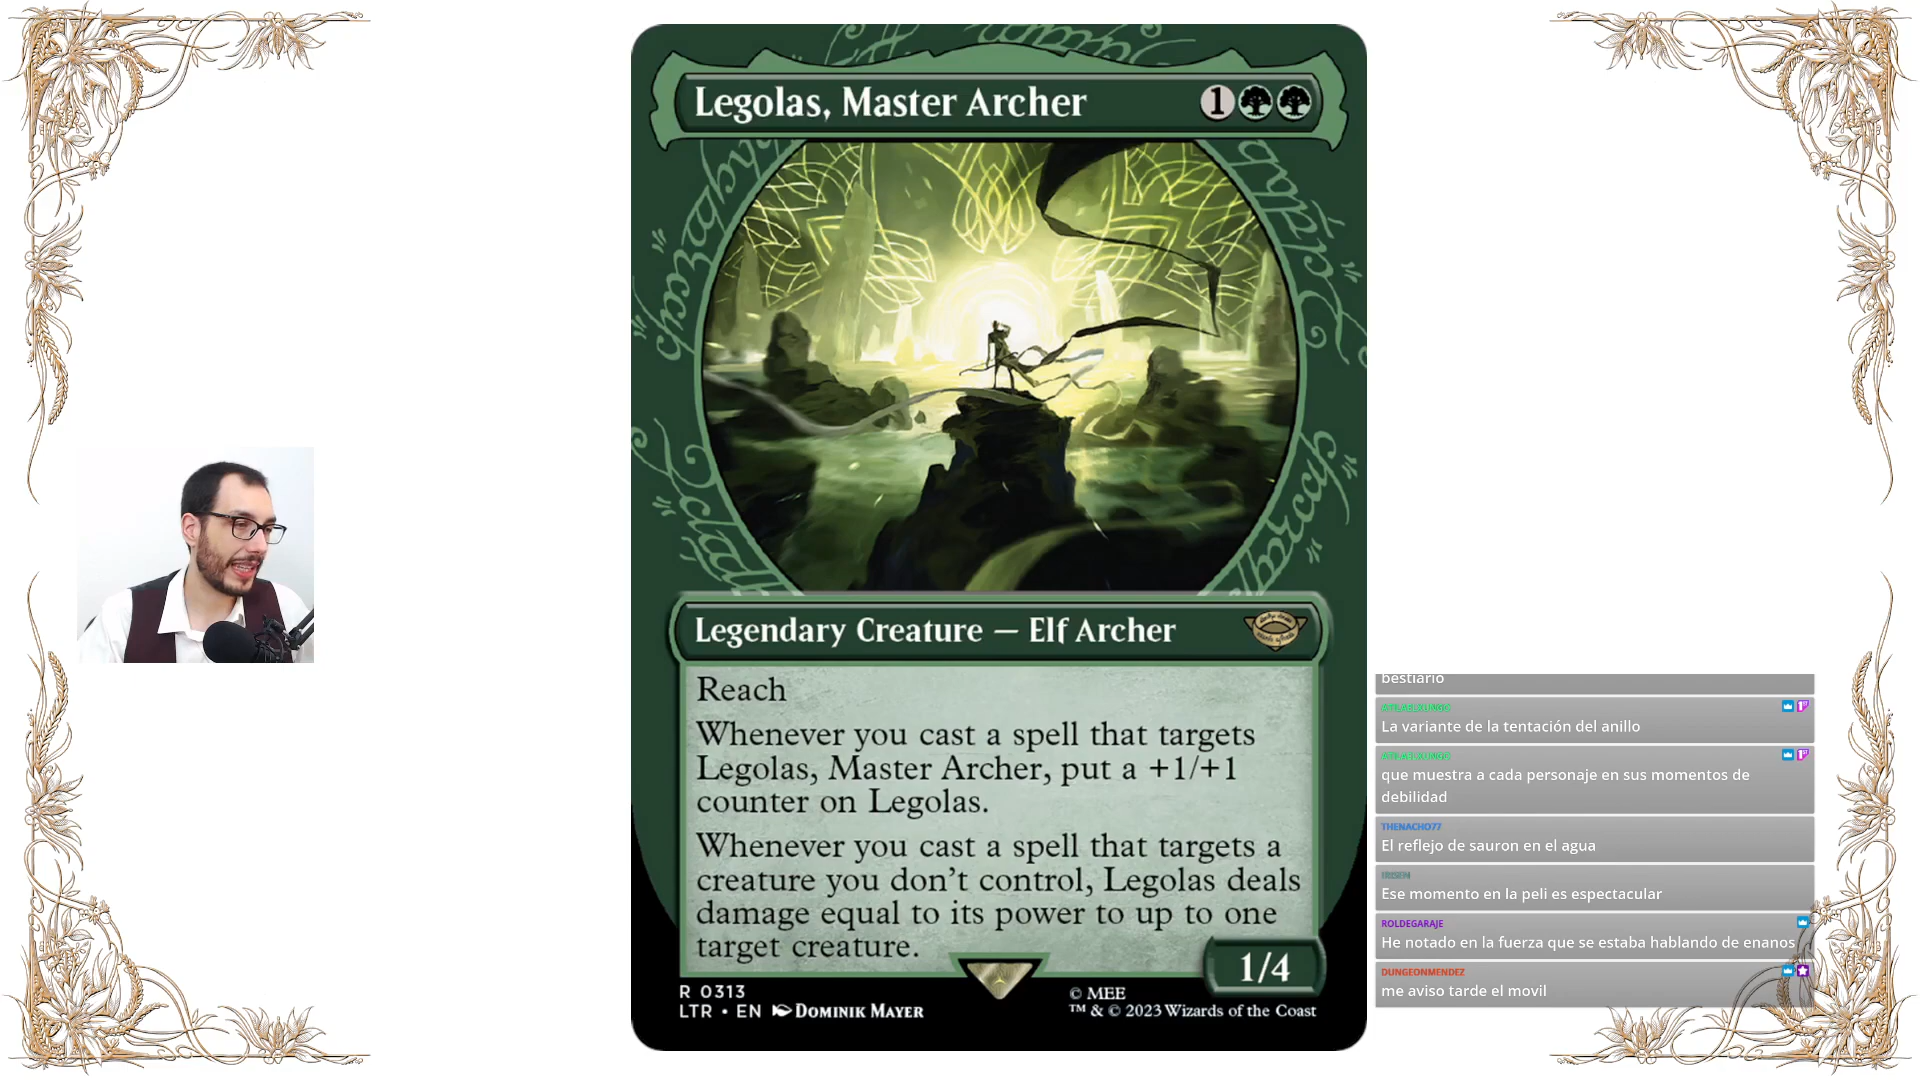 Legolas, Master Archer 1
Legendary Creature — Elf Archer
Reach
Whenever you cast a spell that targets
Legolas, Master Archer, put a +1/+1
counter on Legolas.
Whenever you cast a spell that targets a
creature you don't control, Legolas deals
damage equal to its power to up to one
target creature.
1/4
R 0313
LTR • EN DOMINIK MAYER
© MEE
™ & © 2023 Wizards of the Coast
bestiario
La variante de la tentación del anillo
que muestra a cada personaje en sus momentos de
debilidad
THENACHO77
El reflejo de sauron en el agua
IRISEN
Ese momento en la peli es espectacular
ROLDEGARAJE
He notado en la fuerza que se estaba hablando de enanos
DUNGEONMENDEZ
me aviso tarde el movil